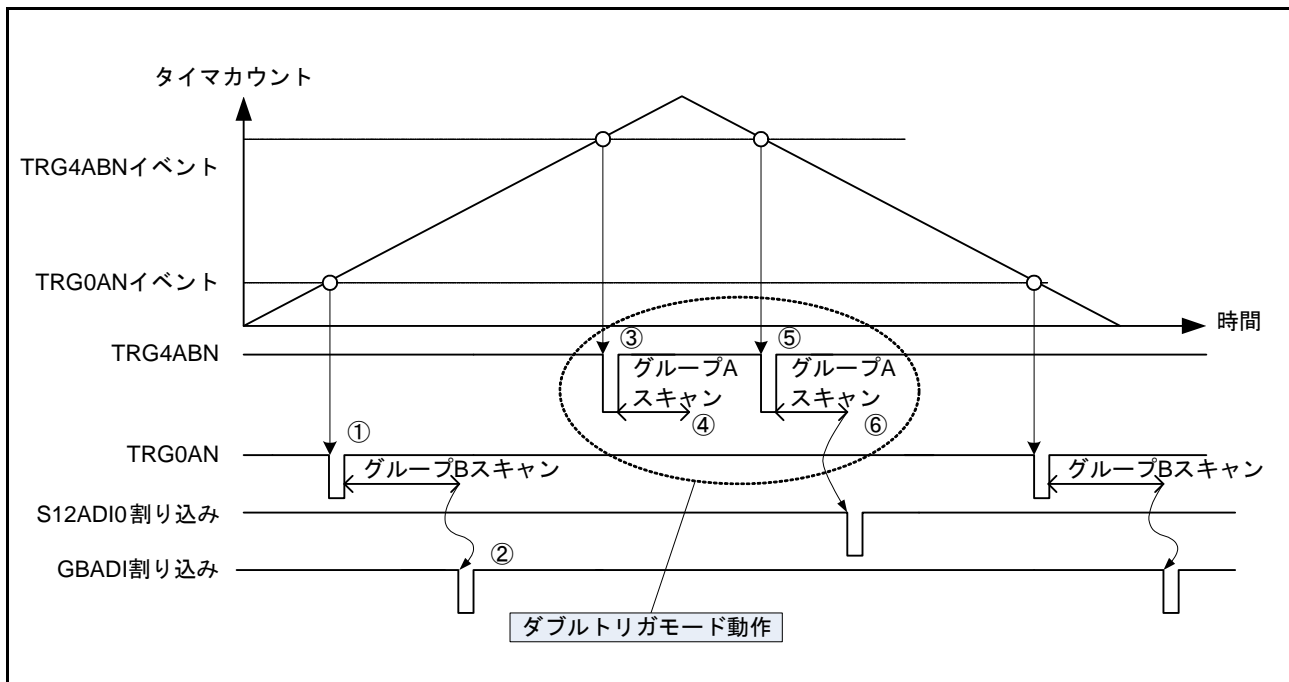 タイマカウント
TRG4ABNイベント
TRG0ANイベント
時間
TRG4ABN
③
グループA
スキャン
④
⑤
グループA
スキャン
⑥
TRG0AN
①
グループBスキャン
グループBスキャン
S12ADI0割り込み
GBADI割り込み
②
ダブルトリガモード動作